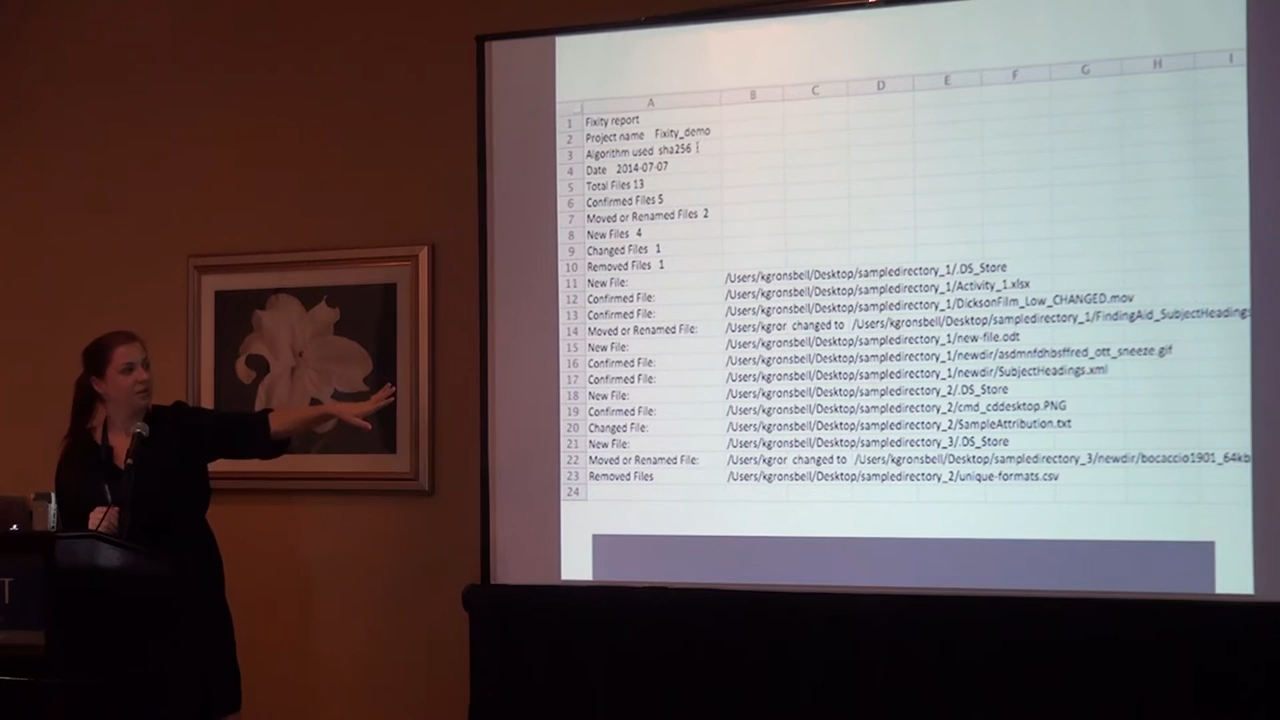 A B C D E F G H I
1 Fixity report
2 Project name Fixity_demo
3 Algorithm used sha256
4 Date 2014-07-07
5 Total Files 13
6 Confirmed Files 5
7 Moved or Renamed Files 2
8 New Files 4
9 Changed Files 1
10 Removed Files 1
11 New File: /Users/kgronsbell/Desktop/sampledirectory_1/.DS_Store
12 Confirmed File: /Users/kgronsbell/Desktop/sampledirectory_1/Activity_1.xlsx
13 Confirmed File: /Users/kgronsbell/Desktop/sampledirectory_1/DicksonFilm_Low_CHANGED.mov
14 Moved or Renamed File: /Users/kgror changed to /Users/kgronsbell/Desktop/sampledirectory_1/FindingAid_SubjectHeadings
15 New File: /Users/kgronsbell/Desktop/sampledirectory_1/new-file.odt
16 Confirmed File: /Users/kgronsbell/Desktop/sampledirectory_1/newdir/asdmnfdhbsffred_ott_sneeze.gif
17 Confirmed File: /Users/kgronsbell/Desktop/sampledirectory_1/newdir/SubjectHeadings.xml
18 New File: /Users/kgronsbell/Desktop/sampledirectory_2/.DS_Store
19 Confirmed File: /Users/kgronsbell/Desktop/sampledirectory_2/cmd_cddesktop.PNG
20 Changed File: /Users/kgronsbell/Desktop/sampledirectory_2/SampleAttribution.txt
21 New File: /Users/kgronsbell/Desktop/sampledirectory_3/.DS_Store
22 Moved or Renamed File: /Users/kgror changed to /Users/kgronsbell/Desktop/sampledirectory_3/newdir/bocaccio1901_64kb
23 Removed Files /Users/kgronsbell/Desktop/sampledirectory_2/unique-formats.csv
24
T